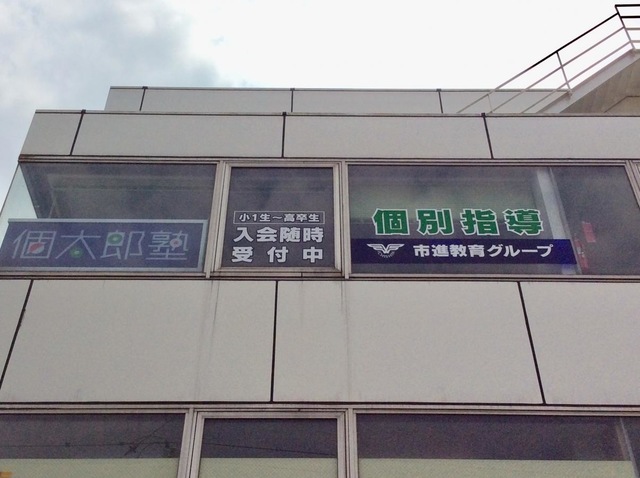 個太郎塾
小1生～高卒生
入会随時
受付中
個別指導
市進教育グループ